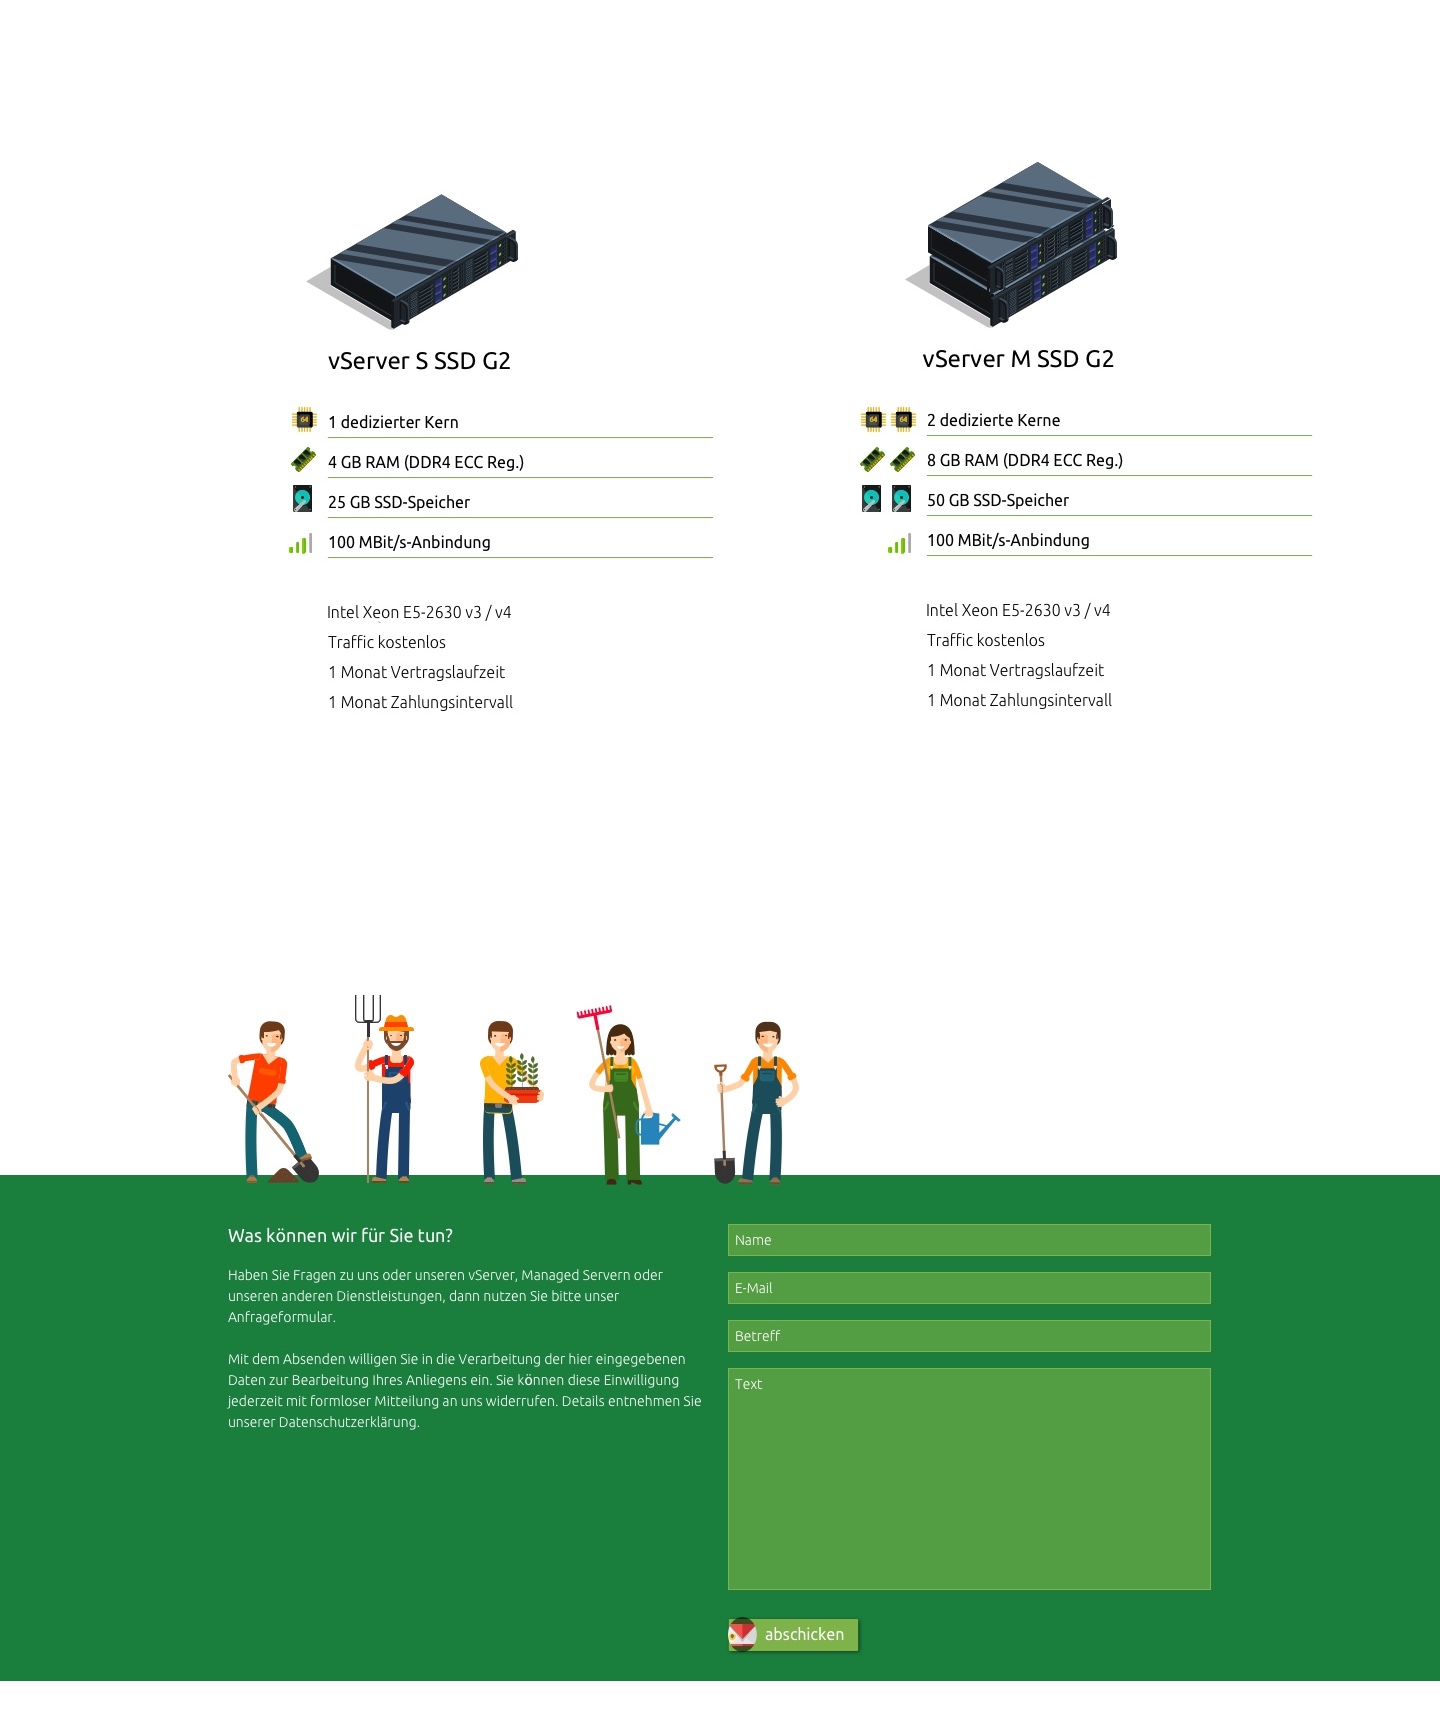 vServer S SSD G2
1 dedizierter Kern
4 GB RAM (DDR4 ECC Reg.)
25 GB SSD-Speicher
100 MBit/s-Anbindung
Intel Xeon E5-2630 v3 / v4
Traffic kostenlos
1 Monat Vertragslaufzeit
1 Monat Zahlungsintervall
vServer M SSD G2
2 dedizierte Kerne
8 GB RAM (DDR4 ECC Reg.)
50 GB SSD-Speicher
100 MBit/s-Anbindung
Intel Xeon E5-2630 v3 / v4
Traffic kostenlos
1 Monat Vertragslaufzeit
1 Monat Zahlungsintervall
64
64
64
Was können wir für Sie tun?
Haben Sie Fragen zu uns oder unseren vServer, Managed Servern oder
unseren anderen Dienstleistungen, dann nutzen Sie bitte unser
Anfrageformular.
Mit dem Absenden willigen Sie in die Verarbeitung der hier eingegebenen
Daten zur Bearbeitung Ihres Anliegens ein. Sie können diese Einwilligung
jederzeit mit formloser Mitteilung an uns widerrufen. Details entnehmen Sie
unserer Datenschutzerklärung.
Name
E-Mail
Betreff
Text
abschicken